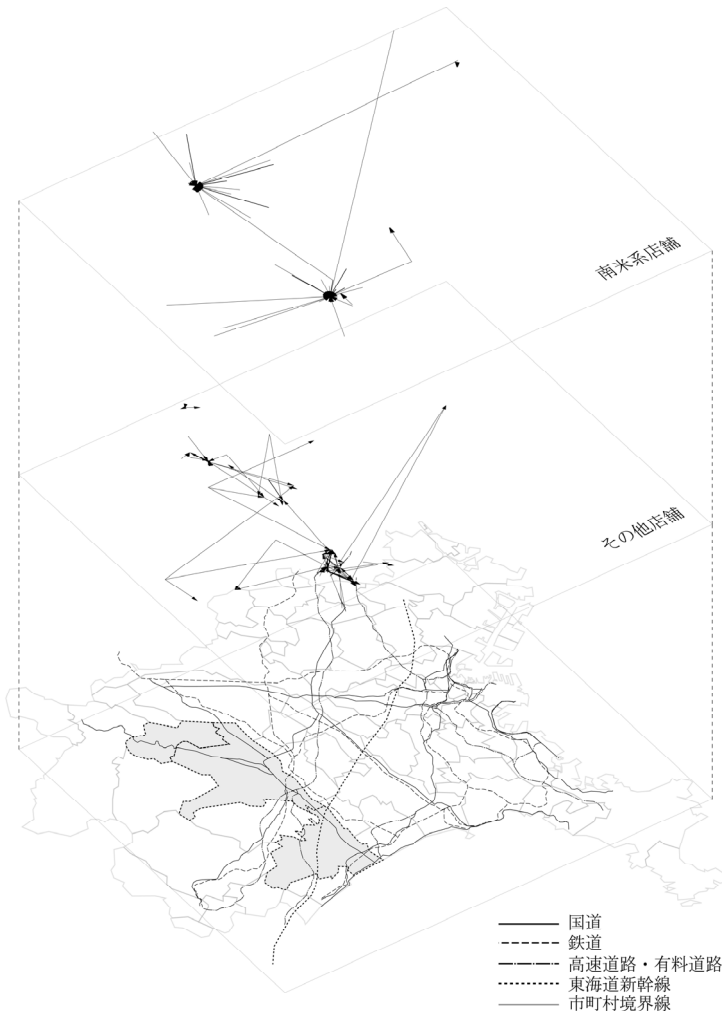 南米系店舗
その他店舗
国道
鉄道
高速道路・有料道路
東海道新幹線
市町村境界線